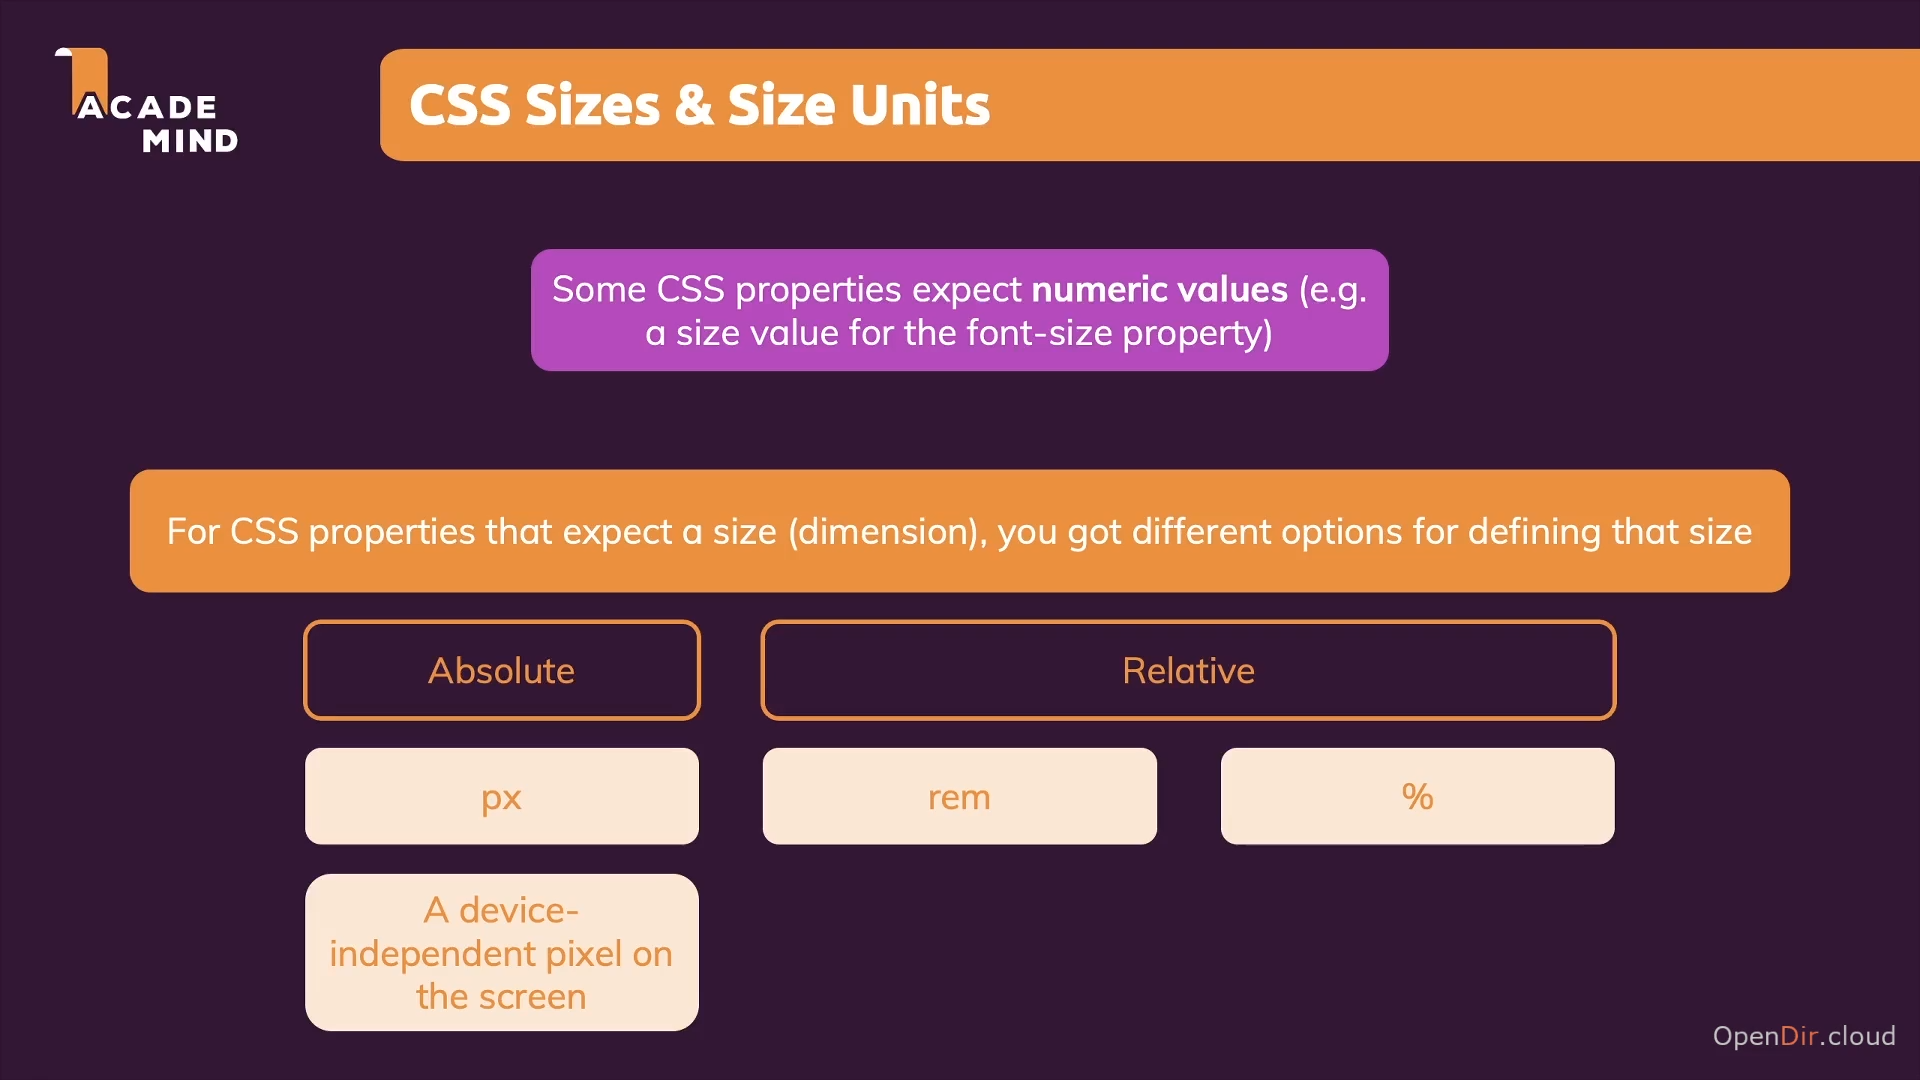 ACADE
MIND
CSS Sizes & Size Units
Some CSS properties expect numeric values (e.g.
a size value for the font-size property)
For CSS properties that expect a size (dimension), you got different options for defining that size
Absolute
Relative
px
rem
%
A device-
independent pixel on
the screen
OpenDir.cloud